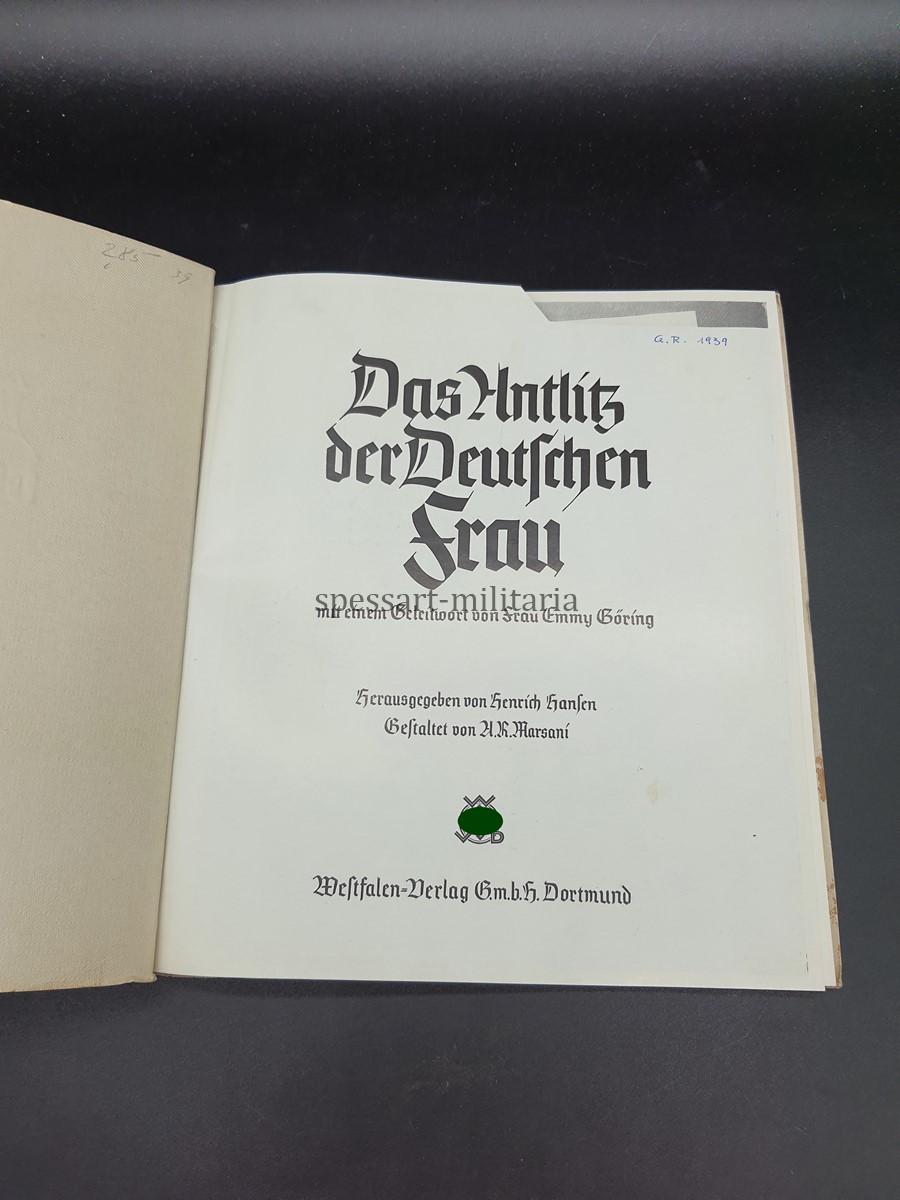 285-
39
G. R. 1939
Das Antlitz
der Deutschen
Frau
spessart-militaria
mit einem Geleitwort von Frau Emmy Göring
Herausgegeben von Henrich Hansen
Gestaltet von A.R.Marsani
W
V D
Westfalen-Verlag G.m.b.H. Dortmund